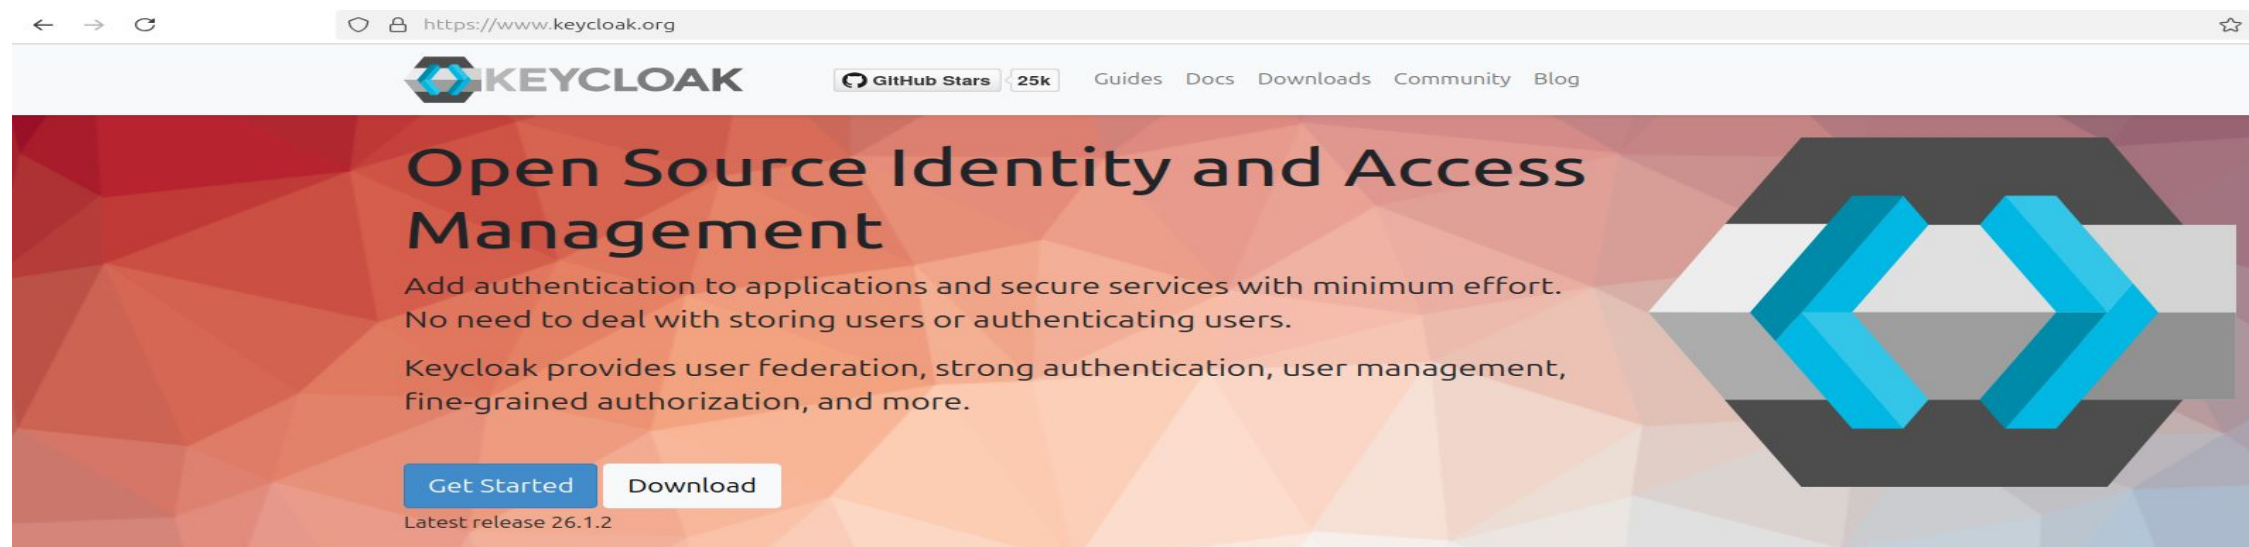 https://www.keycloak.org
KEYCLOAK GitHub Stars 25k Guides Docs Downloads Community Blog
Open Source Identity and Access
Management
Add authentication to applications and secure services with minimum effort.
No need to deal with storing users or authenticating users.
Keycloak provides user federation, strong authentication, user management,
fine-grained authorization, and more.
Get Started Download
Latest release 26.1.2